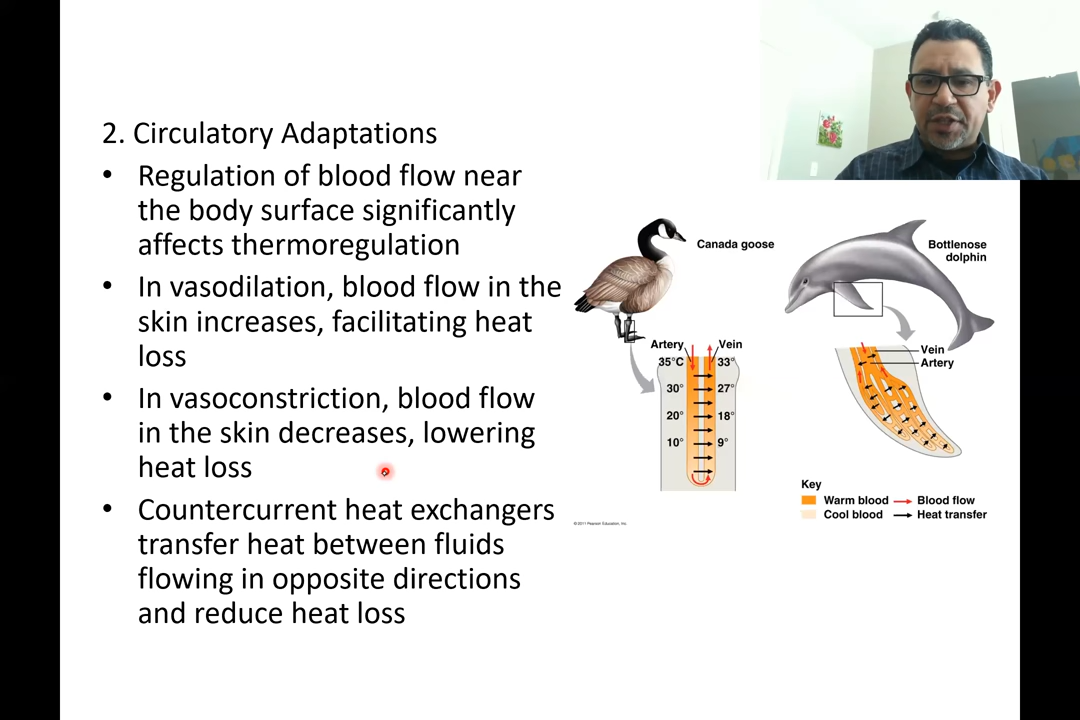 2. Circulatory Adaptations
• Regulation of blood flow near
the body surface significantly
affects thermoregulation
• In vasodilation, blood flow in the
skin increases, facilitating heat
loss
• In vasoconstriction, blood flow
in the skin decreases, lowering
heat loss
• Countercurrent heat exchangers
transfer heat between fluids
flowing in opposite directions
and reduce heat loss
Canada goose
Artery Vein
35°C 33°
30° 27°
20° 18°
10° 9°
© 2011 Pearson Education, Inc.
Bottlenose
dolphin
Vein
Artery
Key
Warm blood Blood flow
Cool blood Heat transfer